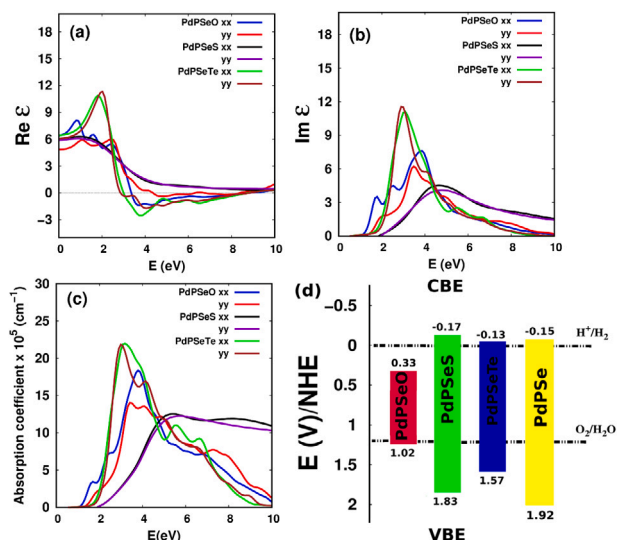 (a)
PdPSeO xx
yy
PdPSeS xx
yy
PdPSeTe xx
yy
Re ε
18
15
12
9
6
3
0
-3
0 2 4 6 8 10
E (eV)
(b)
PdPSeO xx
yy
PdPSeS xx
yy
PdPSeTe xx
yy
Im ε
18
15
12
9
6
3
0
0 2 4 6 8 10
E (eV)
(c)
PdPSeO xx
yy
PdPSeS xx
yy
PdPSeTe xx
yy
Absorption coefficient x 10⁵ (cm⁻¹)
30
25
20
15
10
5
0
0 2 4 6 8 10
E(eV)
(d)
CBE
E (V)/NHE
-0.5
0
0.5
1
1.5
2
-0.17
-0.13
-0.15
H⁺/H₂
0.33
PdPSeO
PdPSeS
PdPSeTe
PdPSe
O₂/H₂O
1.02
1.83
1.57
1.92
VBE